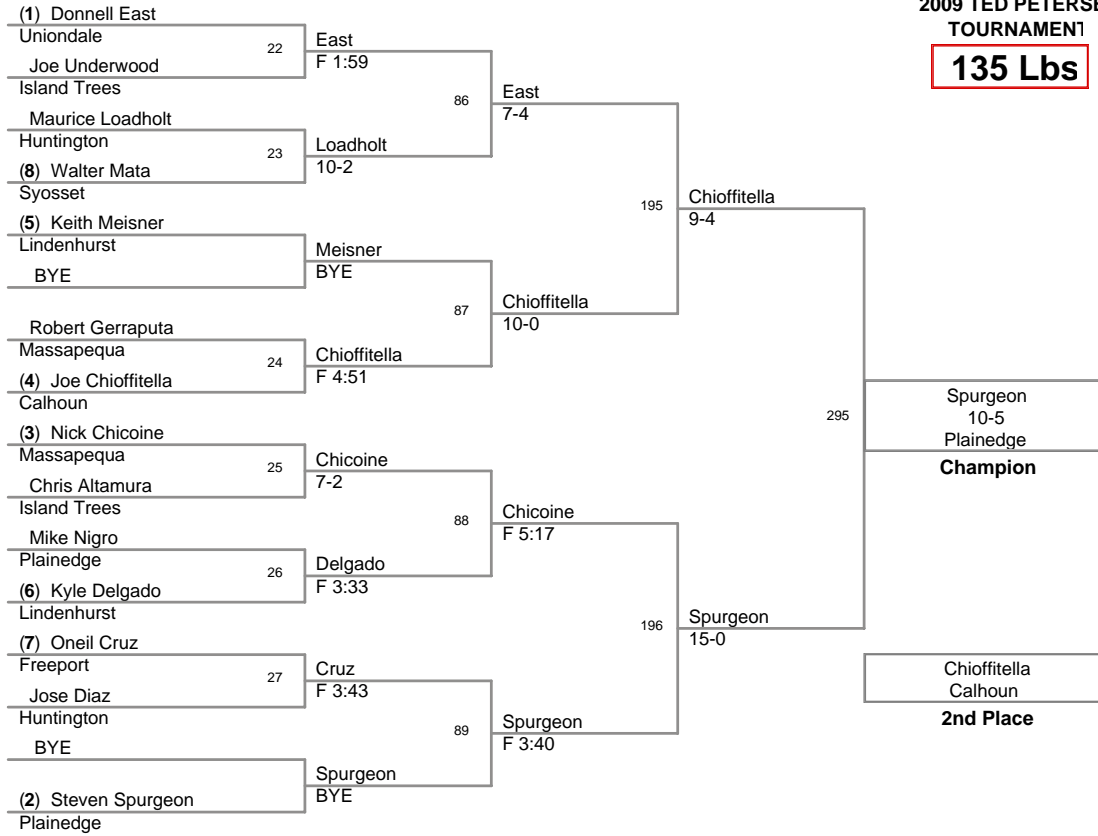 2009 TED PETERSE
TOURNAMENT
135 Lbs
(1) Donnell East
Uniondale
Joe Underwood
Island Trees
Maurice Loadholt
Huntington
(8) Walter Mata
Syosset
(5) Keith Meisner
Lindenhurst
BYE
Robert Gerraputa
Massapequa
(4) Joe Chioffitella
Calhoun
(3) Nick Chicoine
Massapequa
Chris Altamura
Island Trees
Mike Nigro
Plainedge
(6) Kyle Delgado
Lindenhurst
(7) Oneil Cruz
Freeport
Jose Diaz
Huntington
BYE
(2) Steven Spurgeon
Plainedge
22
23
24
25
26
27
East
F 1:59
Loadholt
10-2
Meisner
BYE
Chioffitella
F 4:51
Chicoine
7-2
Delgado
F 3:33
Cruz
F 3:43
Spurgeon
BYE
86
87
88
89
East
7-4
Chioffitella
10-0
Chicoine
F 5:17
Spurgeon
F 3:40
195
196
Chioffitella
9-4
Spurgeon
15-0
295
Spurgeon
10-5
Plainedge
Champion
Chioffitella
Calhoun
2nd Place